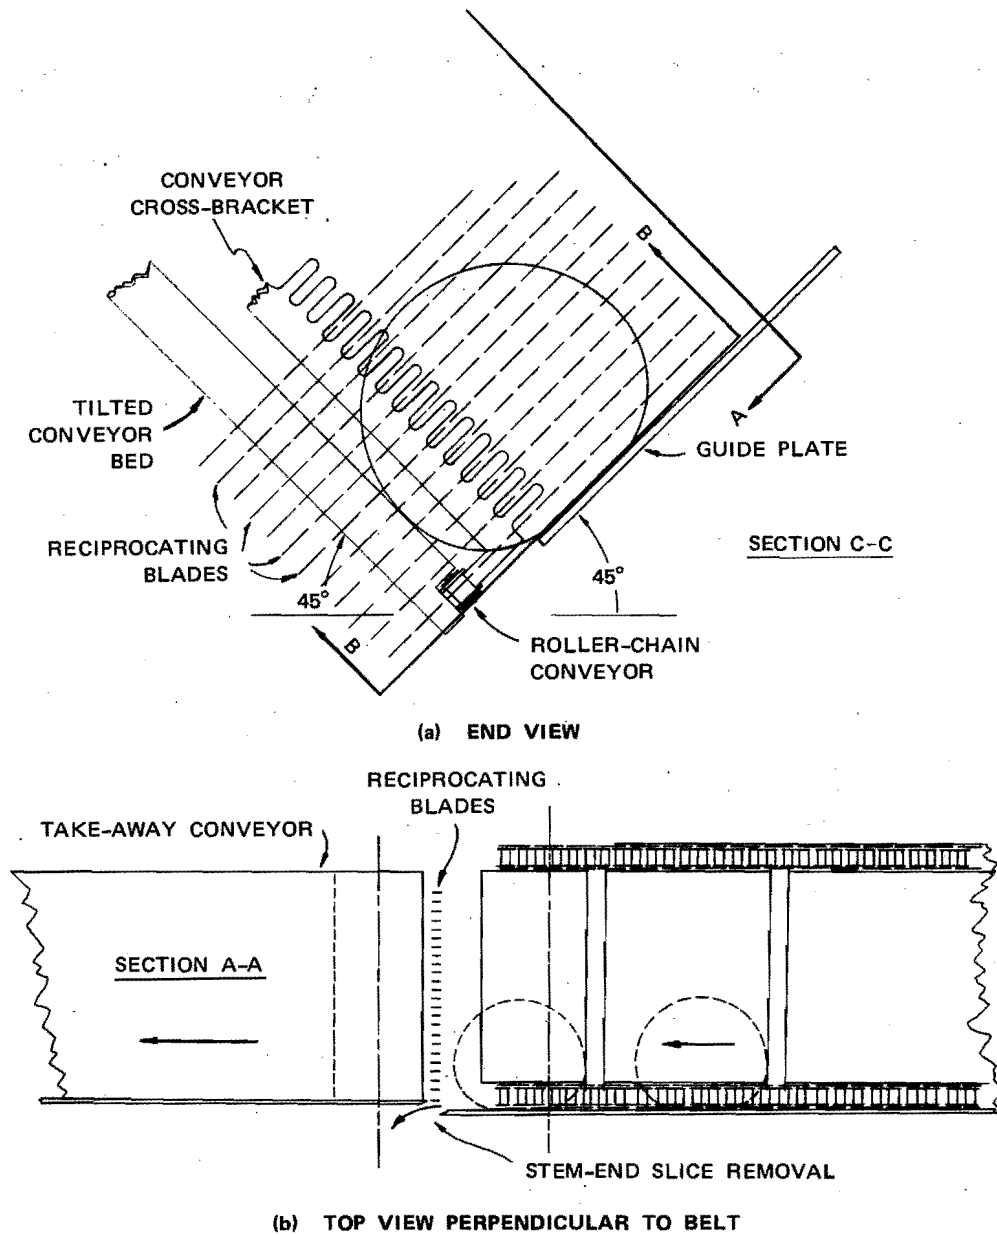 CONVEYOR
CROSS-BRACKET
B
TILTED
CONVEYOR
BED
A
GUIDE PLATE
RECIPROCATING
BLADES
SECTION C-C
45°
45°
B
ROLLER-CHAIN
CONVEYOR
(a) END VIEW
RECIPROCATING
BLADES
TAKE-AWAY CONVEYOR
SECTION A-A
STEM-END SLICE REMOVAL
(b) TOP VIEW PERPENDICULAR TO BELT